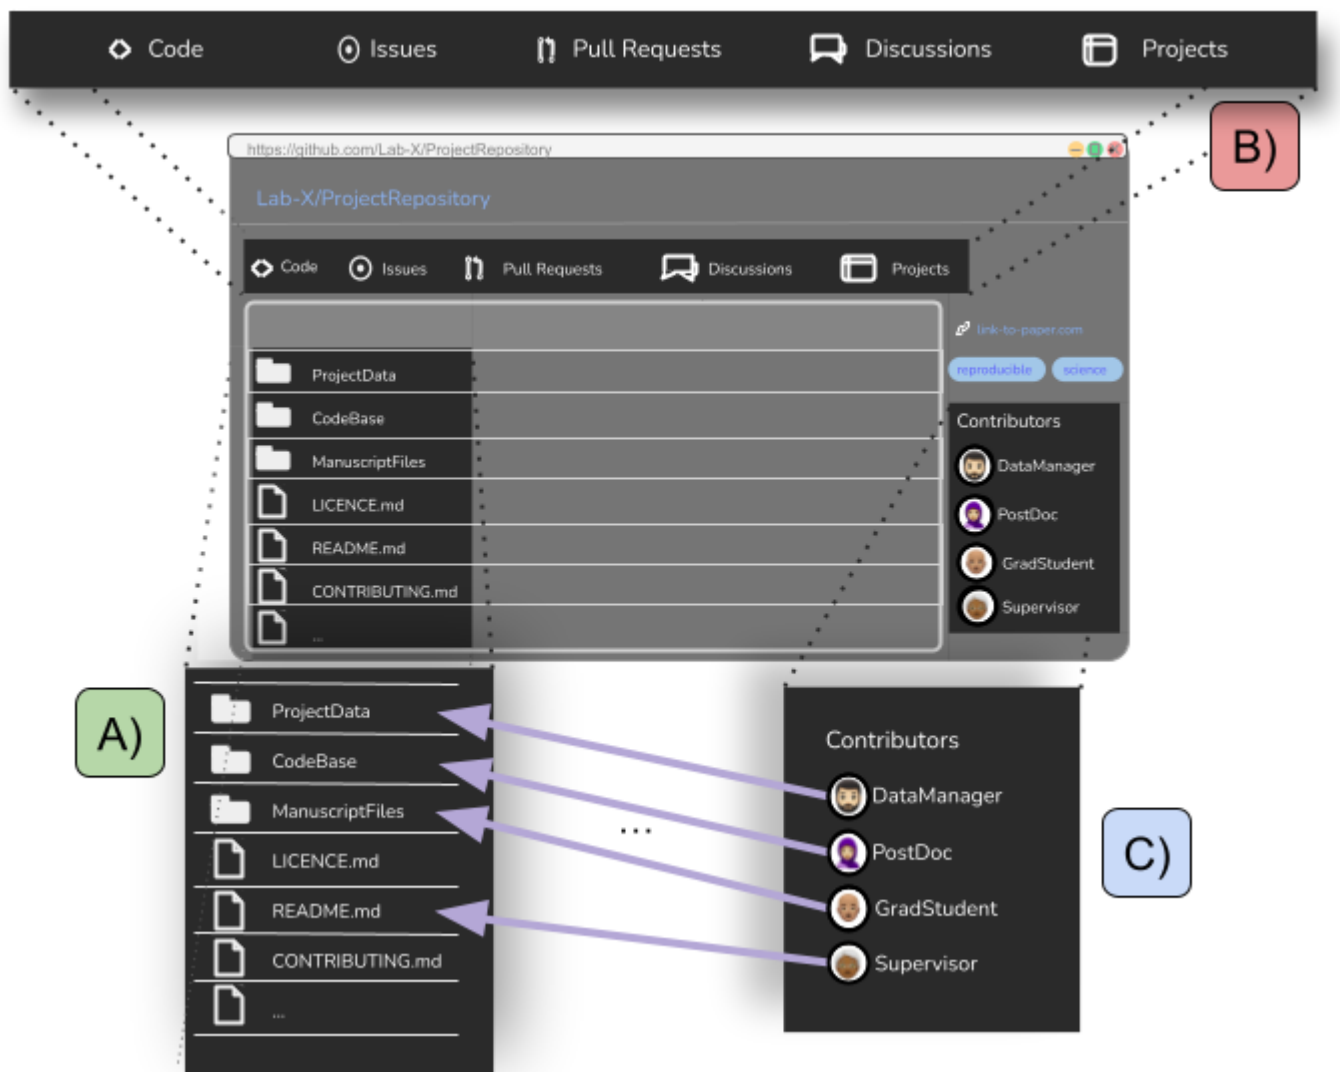 Code Issues Pull Requests Discussions Projects
B)
https://github.com/Lab-X/ProjectRepository
Lab-X/ProjectRepository
Code Issues Pull Requests Discussions Projects
link-to-paper.com
reproducible science
ProjectData
CodeBase
ManuscriptFiles
LICENCE.md
README.md
CONTRIBUTING.md
...
Contributors
DataManager
PostDoc
GradStudent
Supervisor
A)
ProjectData
CodeBase
ManuscriptFiles
LICENCE.md
README.md
CONTRIBUTING.md
...
...
Contributors
DataManager
PostDoc
GradStudent
Supervisor
C)